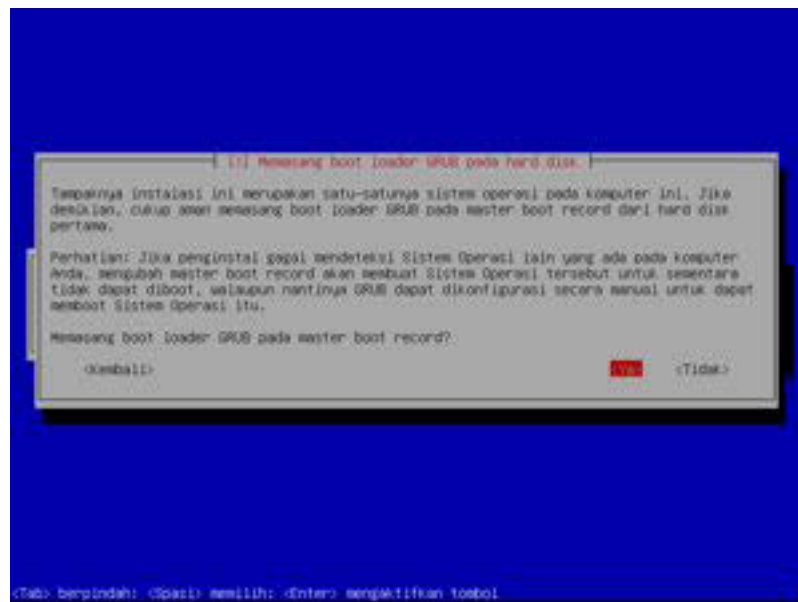 [!] Memasang boot loader GRUB pada hard disk
Tampaknya instalasi ini merupakan satu-satunya sistem operasi pada komputer ini. Jika
demikian, cukup aman memasang boot loader GRUB pada master boot record dari hard disk
pertama.
Perhatian: Jika penginstal gagal mendeteksi Sistem Operasi lain yang ada pada komputer
Anda, mengubah master boot record akan membuat Sistem Operasi tersebut untuk sementara
tidak dapat diboot, walaupun nantinya GRUB dapat dikonfigurasi secara manual untuk dapat
memboot Sistem Operasi itu.
Memasang boot loader GRUB pada master boot record?
<Kembali> <Ya> <Tidak>
<Tab> berpindah; <Spasi> memilih; <Enter> mengaktifkan tombol